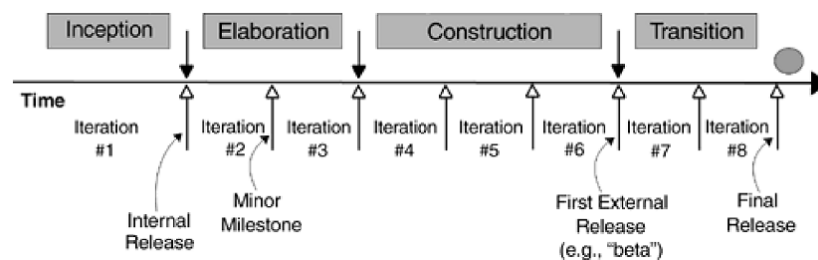 Inception
Elaboration
Construction
Transition
Time
Iteration
#1
Iteration
#2
Iteration
#3
Iteration
#4
Iteration
#5
Iteration
#6
Iteration
#7
Iteration
#8
Internal
Release
Minor
Milestone
First External
Release
(e.g., “beta”)
Final
Release